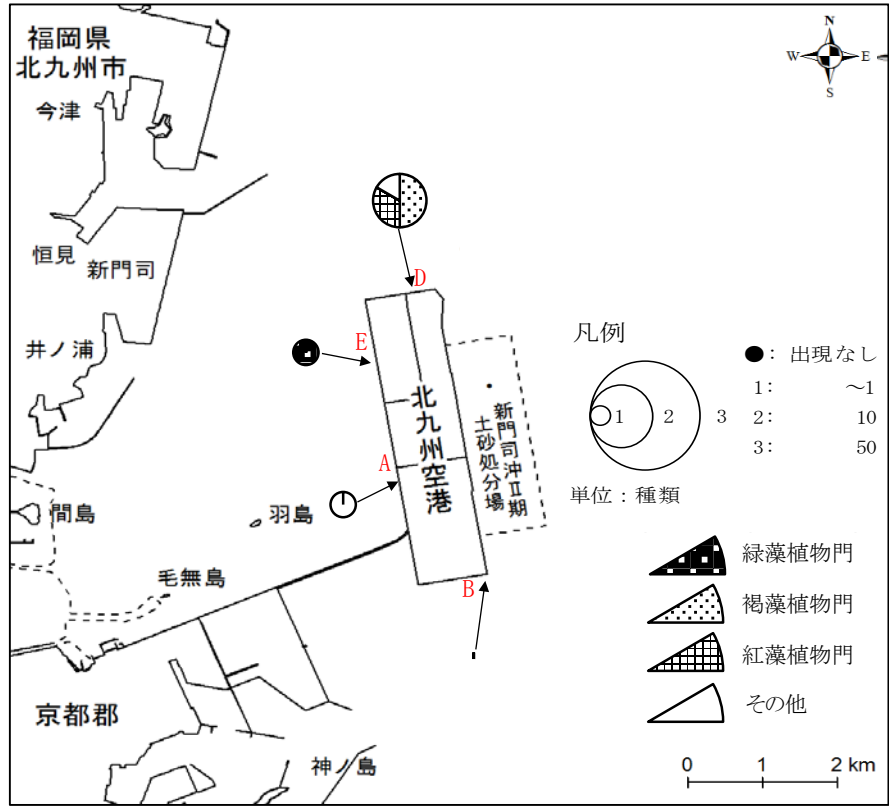 福岡県
北九州市
N
W
E
S
今津
恒見
新門司
D
E
井ノ浦
北九州空港
・新門司沖Ⅱ期
土砂処分場
A
B
間島
羽島
毛無島
京都郡
神ノ島
凡例
1
2
3
●: 出現なし
1: ～1
2: 10
3: 50
単位：種類
緑藻植物門
褐藻植物門
紅藻植物門
その他
0 1 2 km